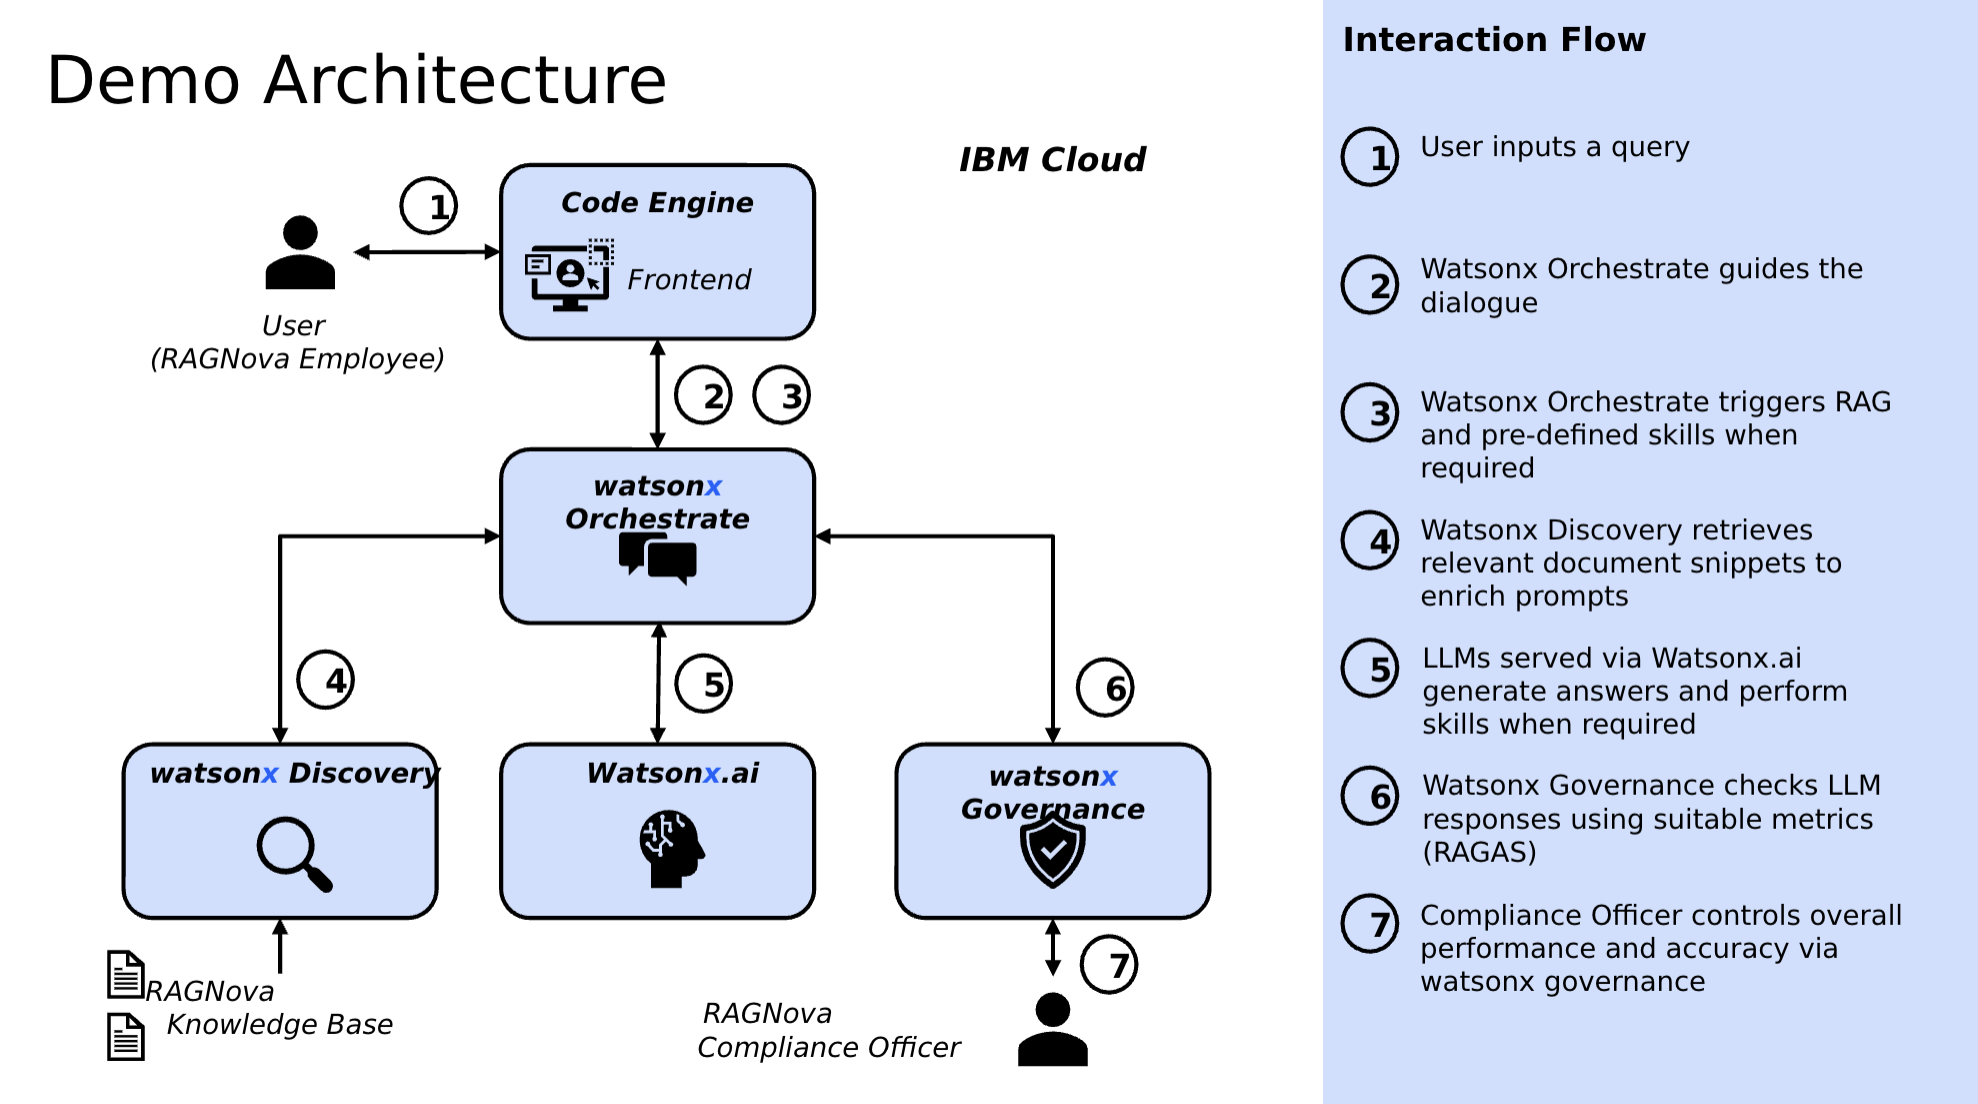 Demo Architecture
IBM Cloud
1
Code Engine
Frontend
User
(RAGNova Employee)
2
3
watsonx
Orchestrate
4
5
6
watsonx Discovery
Watsonx.ai
watsonx
Governance
7
RAGNova
Knowledge Base
RAGNova
Compliance Officer
Interaction Flow
1
User inputs a query
2
Watsonx Orchestrate guides the
dialogue
3
Watsonx Orchestrate triggers RAG
and pre-defined skills when
required
4
Watsonx Discovery retrieves
relevant document snippets to
enrich prompts
5
LLMs served via Watsonx.ai
generate answers and perform
skills when required
6
Watsonx Governance checks LLM
responses using suitable metrics
(RAGAS)
7
Compliance Officer controls overall
performance and accuracy via
watsonx governance